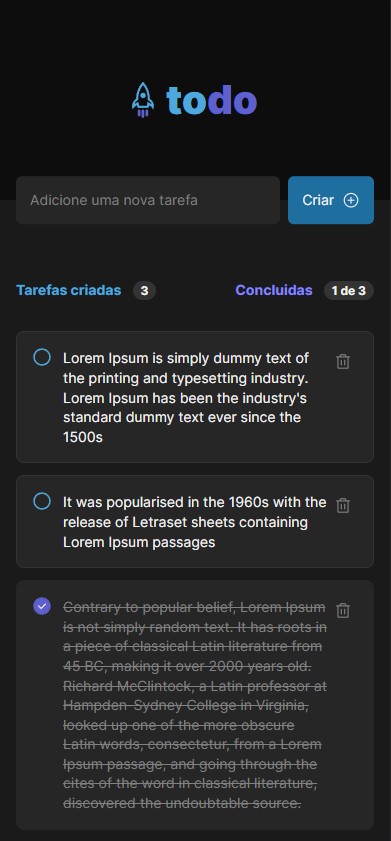 todo
Adicione uma nova tarefa
Criar
Tarefas criadas 3
Concluidas 1 de 3
Lorem Ipsum is simply dummy text of
the printing and typesetting industry.
Lorem Ipsum has been the industry's
standard dummy text ever since the
1500s
It was popularised in the 1960s with the
release of Letraset sheets containing
Lorem Ipsum passages
Contrary to popular belief, Lorem Ipsum
is not simply random text. It has roots in
a piece of classical Latin literature from
45 BC, making it over 2000 years old.
Richard McClintock, a Latin professor at
Hampden-Sydney College in Virginia,
looked up one of the more obscure
Latin words, consectetur, from a Lorem
Ipsum passage, and going through the
cites of the word in classical literature,
discovered the undoubtable source.